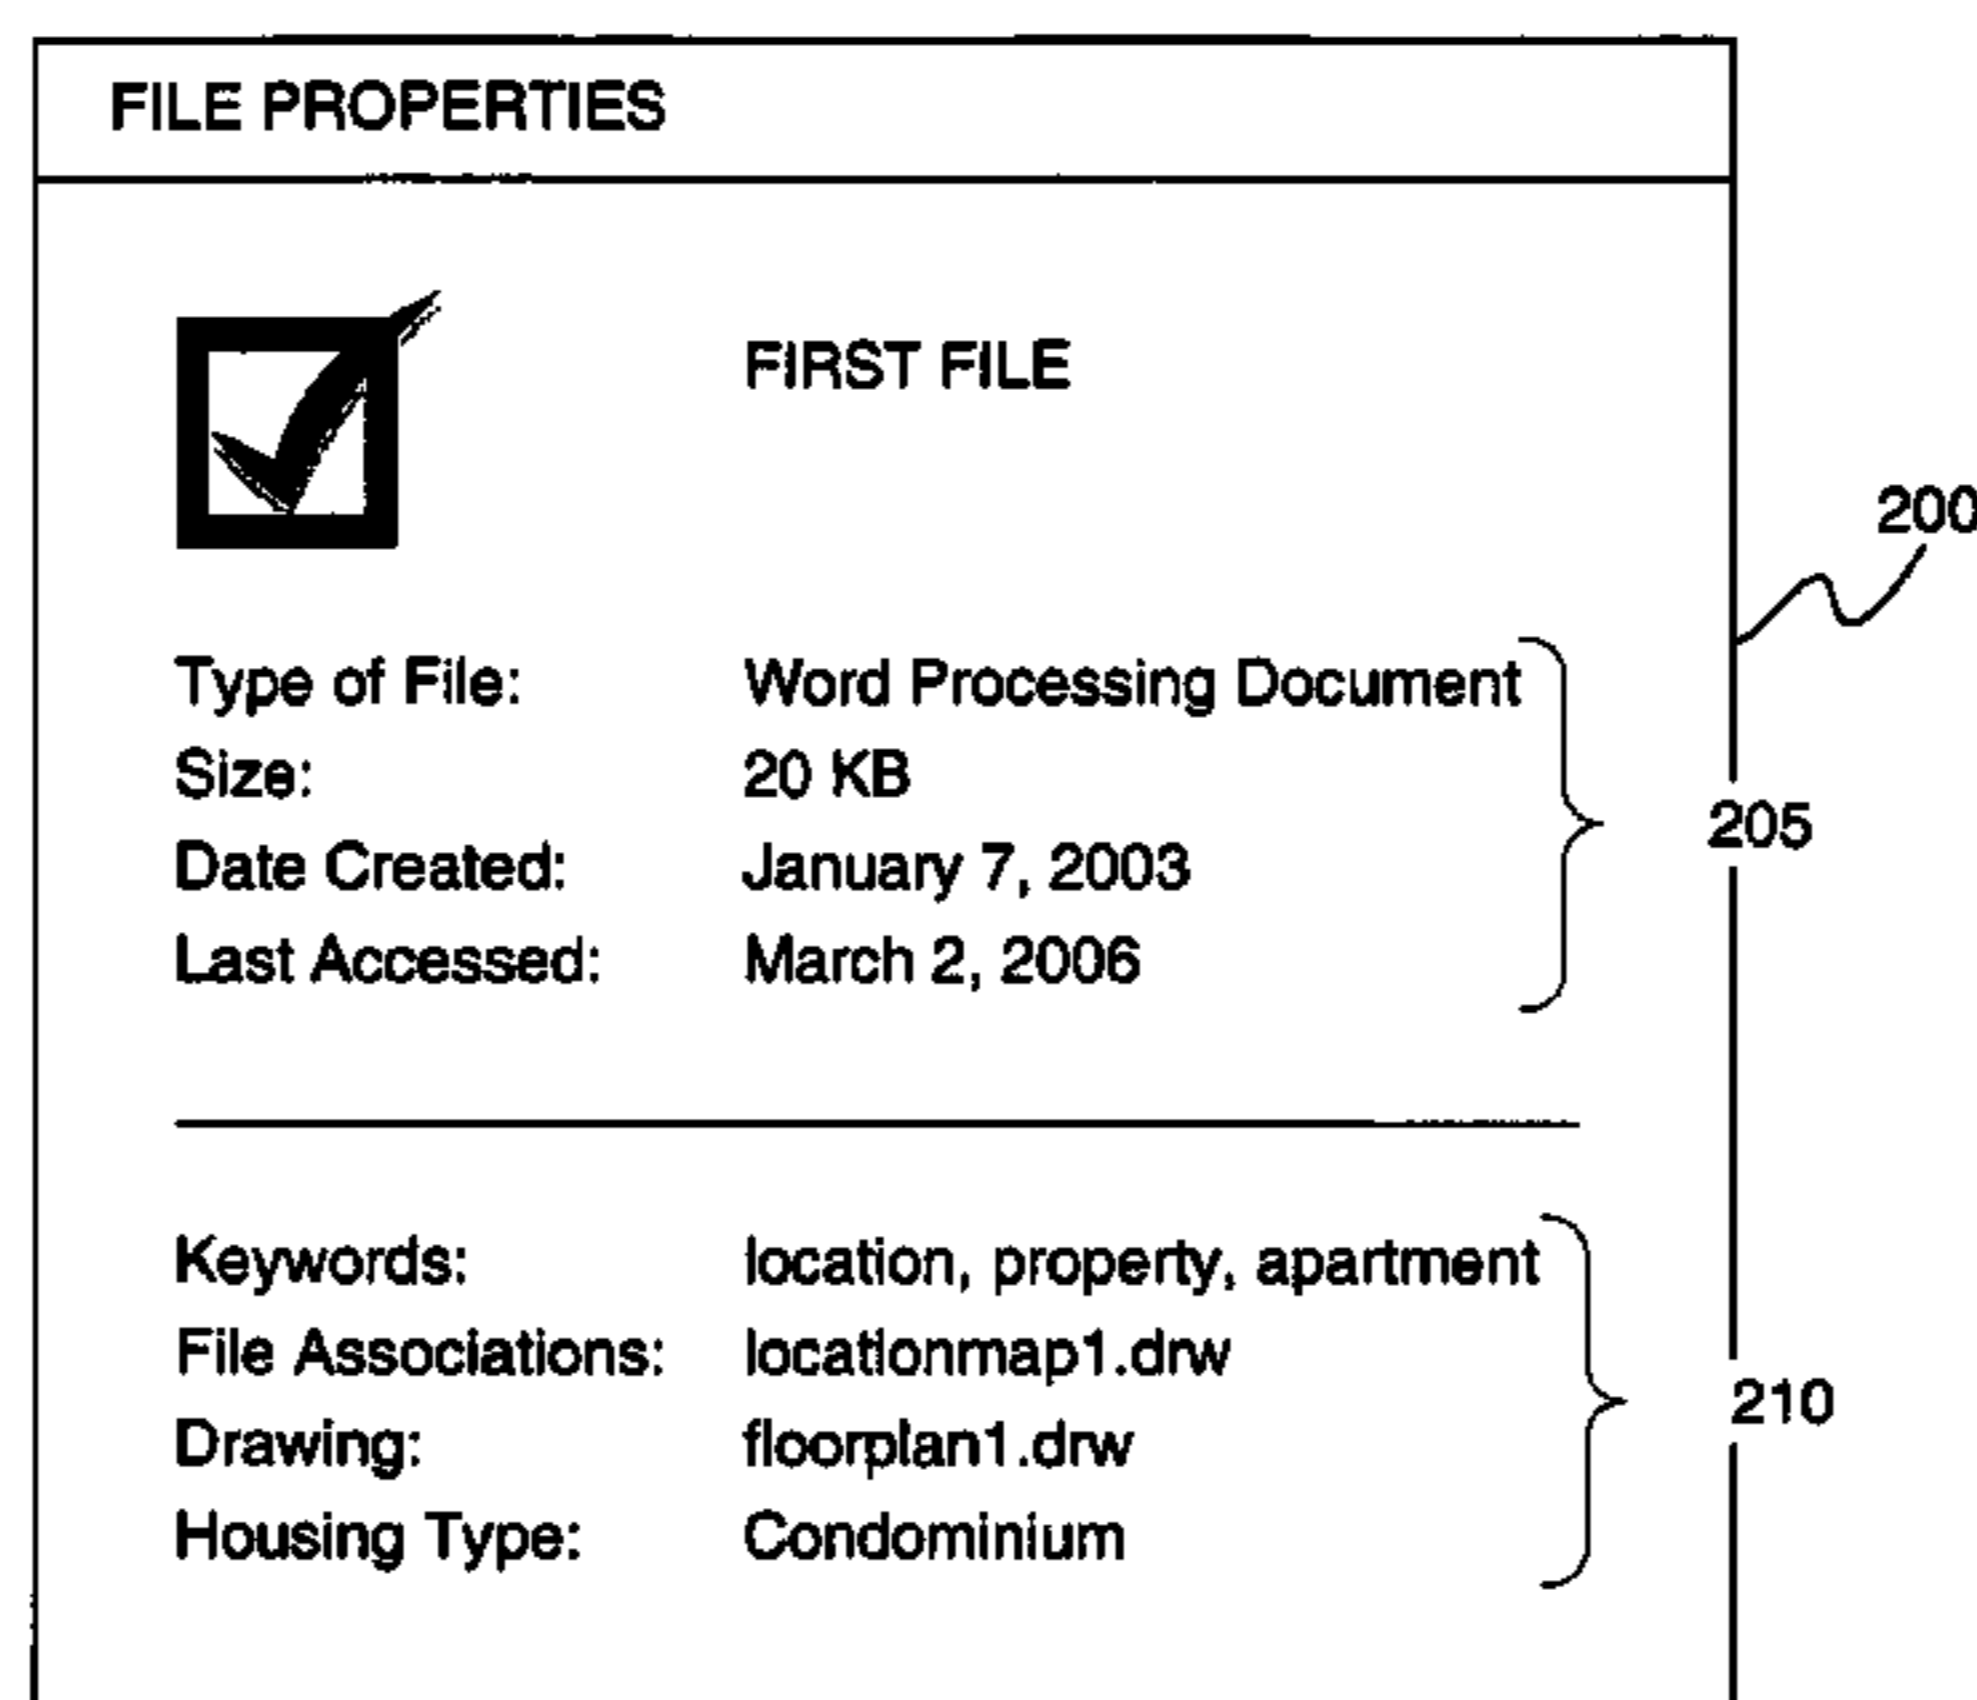 FILE PROPERTIES
FIRST FILE
200
Type of File: Word Processing Document
Size: 20 KB
205
Date Created: January 7, 2003
Last Accessed: March 2, 2006
Keywords: location, property, apartment
File Associations: locationmap1.drw
210
Drawing: floorplan1.drw
Housing Type: Condominium